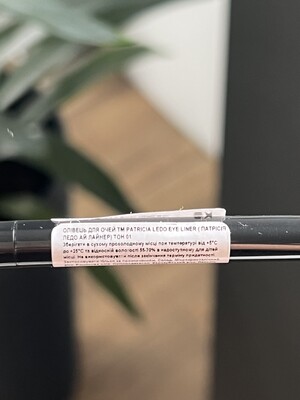 ОЛІВЕЦЬ ДЛЯ ОЧЕЙ ТМ PATRICIA LEDO EYE LINER ( ПАТРІСІЯ
ЛЕДО АЙ ЛАЙНЕР) ТОН 01
Зберігати в сухому прохолодному місці при температурі від +5°С
до +25°С та відносній вологості 55-70% в недоступному для дітей
місці. Не використовувати після закінчення терміну придатності.